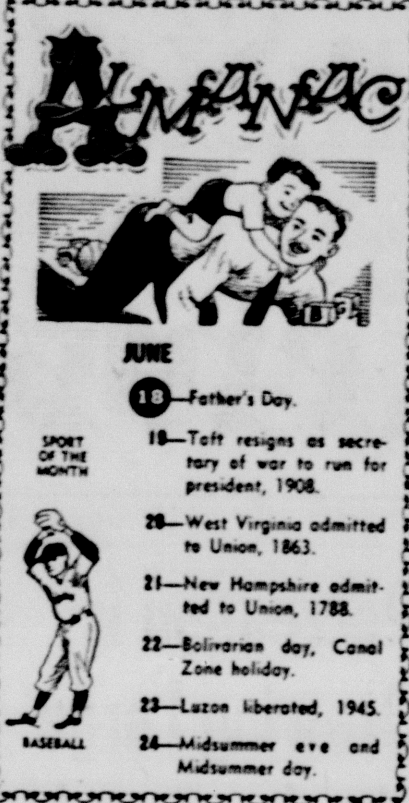 ALMANAC
JUNE
18—Father's Day.
19—Taft resigns as secre-
tary of war to run for
president, 1908.
20—West Virginia admitted
to Union, 1863.
21—New Hampshire admit-
ted to Union, 1788.
22—Bolivarian day, Canal
Zone holiday.
23—Luzon liberated, 1945.
24—Midsummer eve and
Midsummer day.
SPORT
OF THE
MONTH
BASEBALL